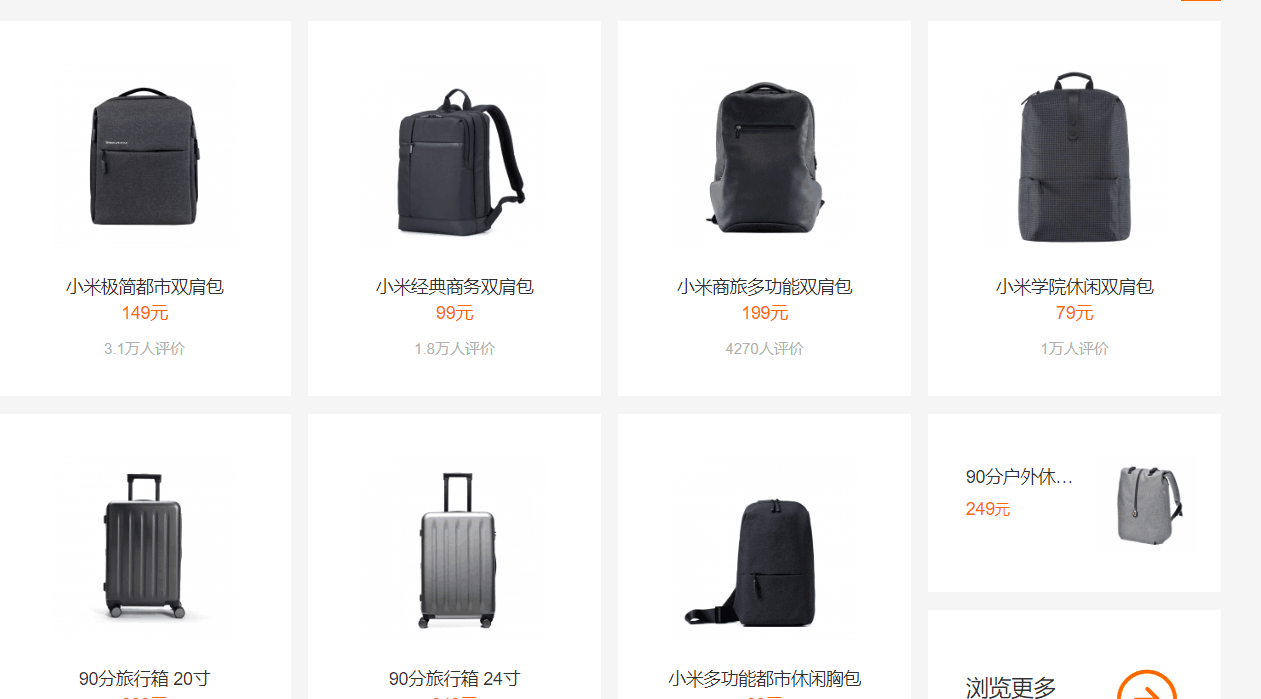 小米极简都市双肩包
149元
3.1万人评价
小米经典商务双肩包
99元
1.8万人评价
小米商旅多功能双肩包
199元
4270人评价
小米学院休闲双肩包
79元
1万人评价
90分旅行箱 20寸
90分旅行箱 24寸
小米多功能都市休闲胸包
90分户外休…
249元
浏览更多